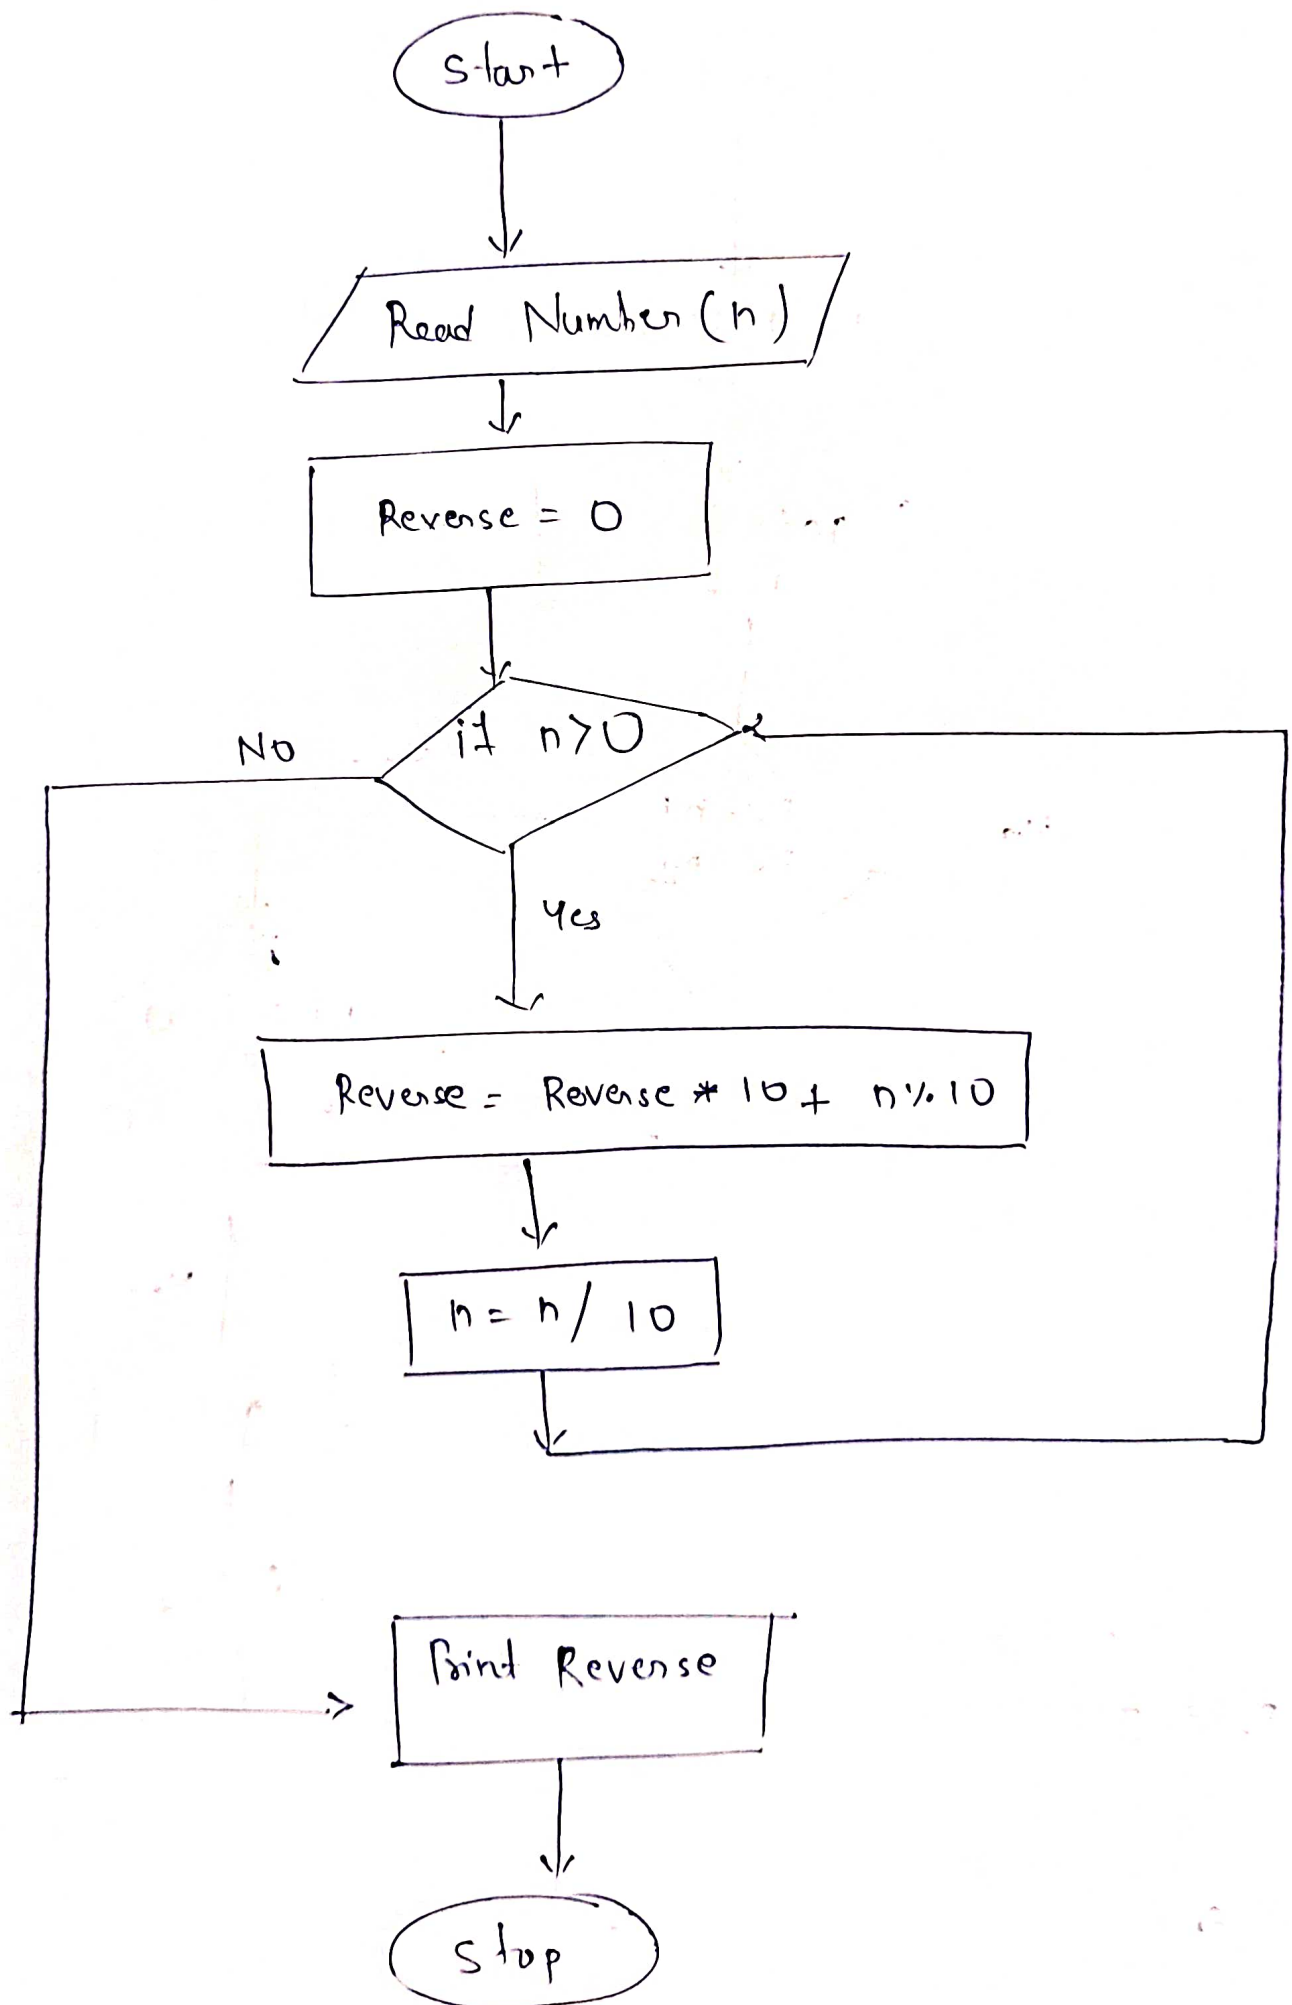 Start
Read Number (n)
Reverse = 0
if n>0
NO
Yes
Reverse = Reverse * 10 + n%10
n = n / 10
Print Reverse
Stop